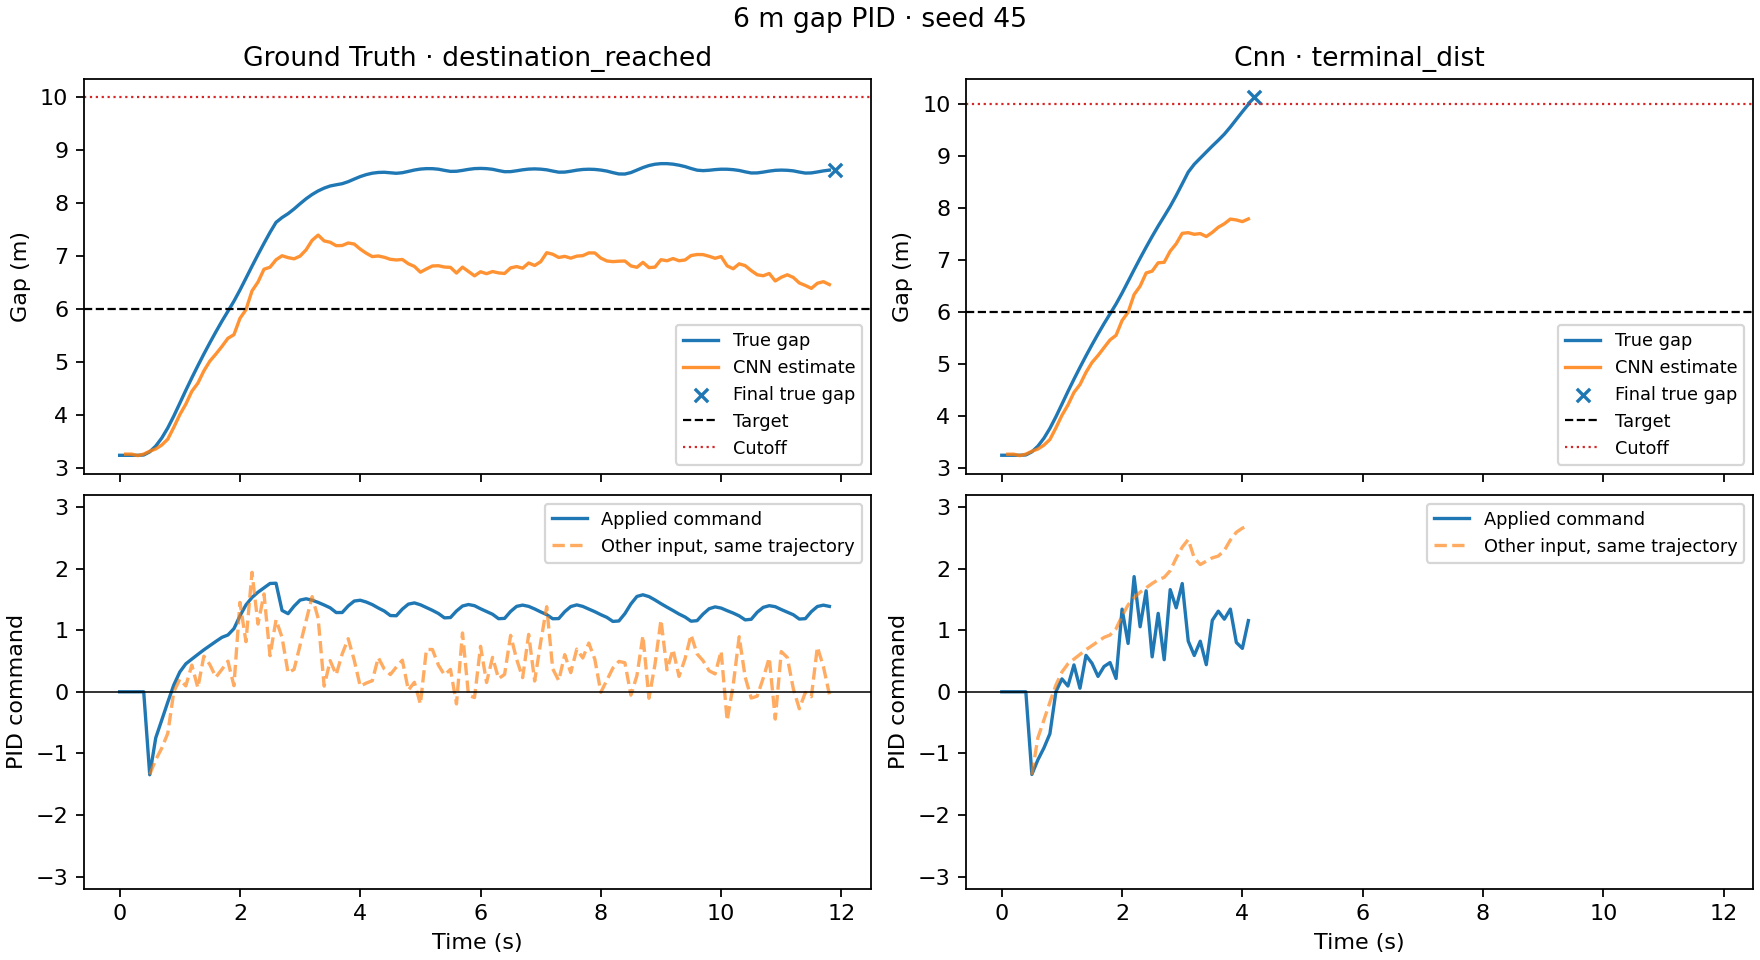 6 m gap PID · seed 45
Ground Truth · destination_reached
Gap (m)
10
9
8
7
6
5
4
3
True gap
CNN estimate
Final true gap
Target
Cutoff
Cnn · terminal_dist
Gap (m)
10
9
8
7
6
5
4
3
True gap
CNN estimate
Final true gap
Target
Cutoff
PID command
3
2
1
0
−1
−2
−3
Applied command
Other input, same trajectory
0 2 4 6 8 10 12
Time (s)
PID command
3
2
1
0
−1
−2
−3
Applied command
Other input, same trajectory
0 2 4 6 8 10 12
Time (s)